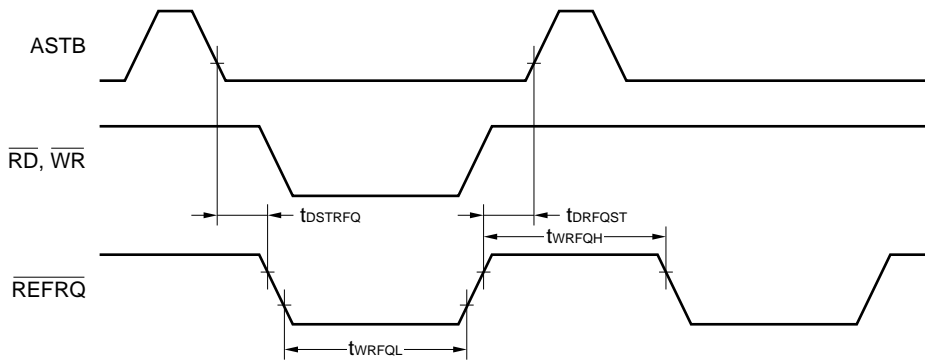 ASTB
RD, WR
tDSTRFQ
tDRFQST
tWRFQH
REFRQ
tWRFQL